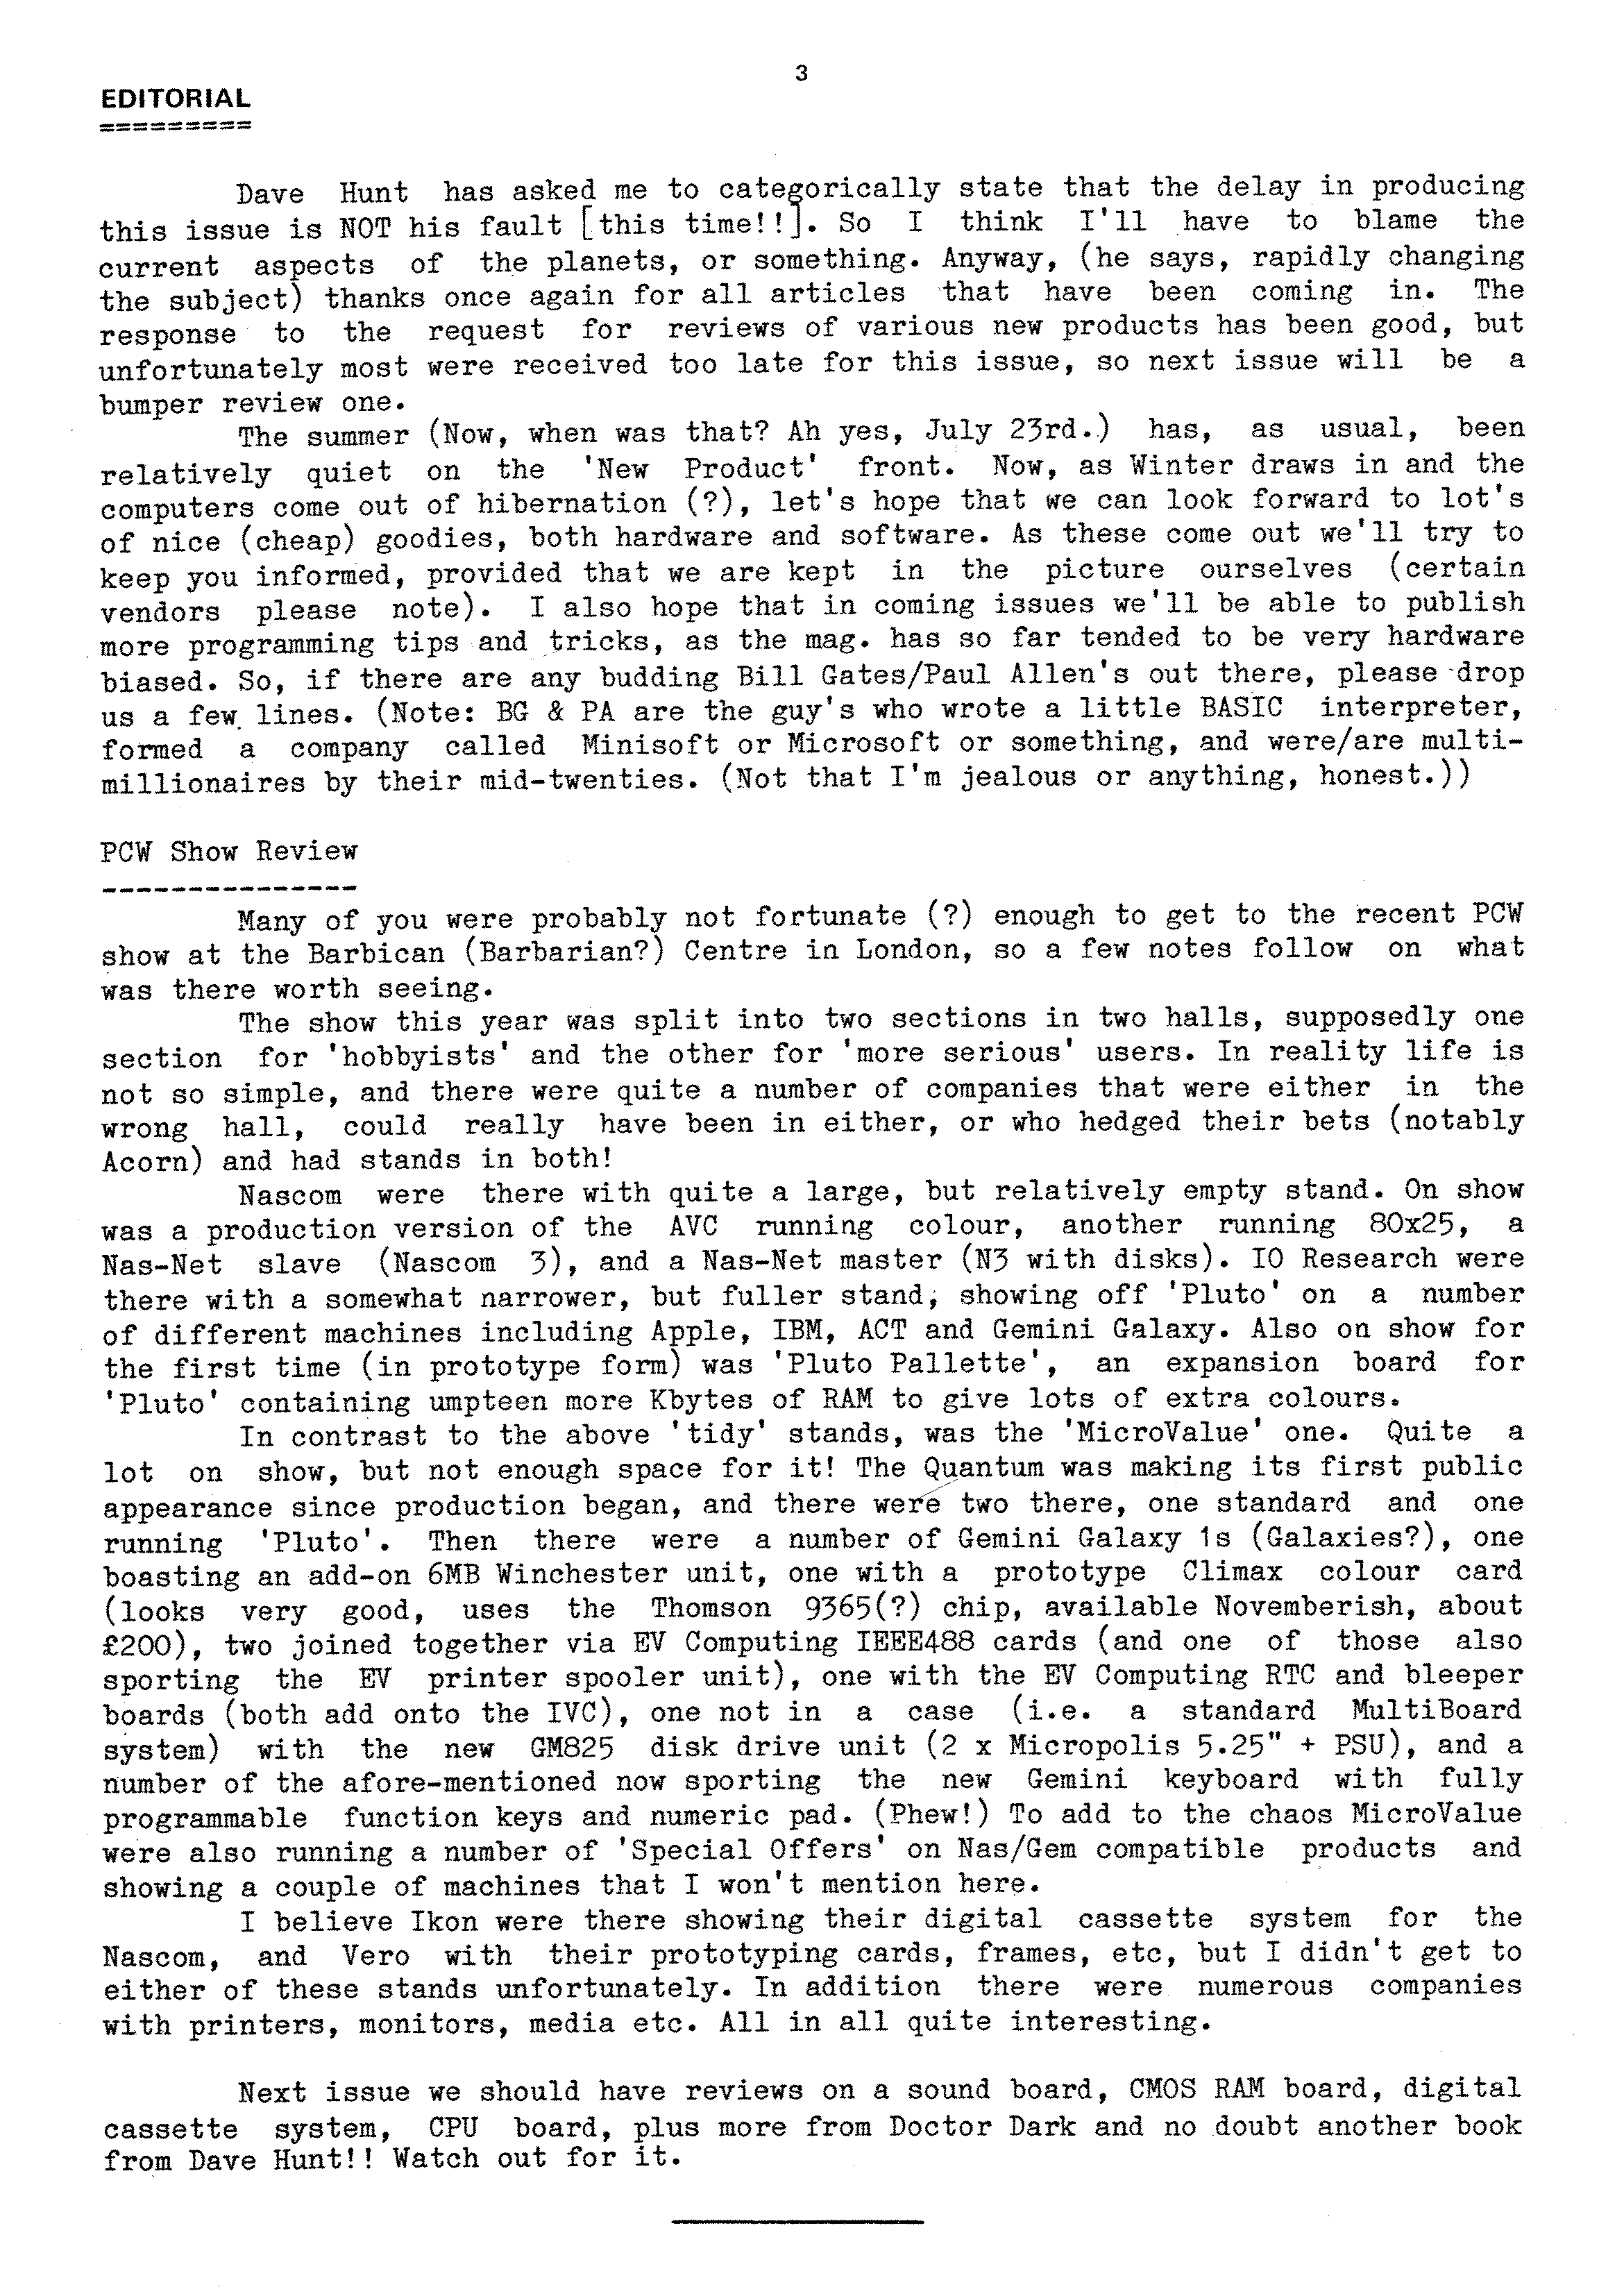 3
EDITORIAL
=========
Dave Hunt has asked me to categorically state that the delay in producing
this issue is NOT his fault [this time!!]. So I think I'll have to blame the
current aspects of the planets, or something. Anyway, (he says, rapidly changing
the subject) thanks once again for all articles that have been coming in. The
response to the request for reviews of various new products has been good, but
unfortunately most were received too late for this issue, so next issue will be a
bumper review one.
The summer (Now, when was that? Ah yes, July 23rd.) has, as usual, been
relatively quiet on the 'New Product' front. Now, as Winter draws in and the
computers come out of hibernation (?), let's hope that we can look forward to lot's
of nice (cheap) goodies, both hardware and software. As these come out we'll try to
keep you informed, provided that we are kept in the picture ourselves (certain
vendors please note). I also hope that in coming issues we'll be able to publish
more programming tips and tricks, as the mag. has so far tended to be very hardware
biased. So, if there are any budding Bill Gates/Paul Allen's out there, please drop
us a few lines. (Note: BG & PA are the guy's who wrote a little BASIC interpreter,
formed a company called Minisoft or Microsoft or something, and were/are multi-
millionaires by their mid-twenties. (Not that I'm jealous or anything, honest.))
PCW Show Review
---------------
Many of you were probably not fortunate (?) enough to get to the recent PCW
show at the Barbican (Barbarian?) Centre in London, so a few notes follow on what
was there worth seeing.
The show this year was split into two sections in two halls, supposedly one
section for 'hobbyists' and the other for 'more serious' users. In reality life is
not so simple, and there were quite a number of companies that were either in the
wrong hall, could really have been in either, or who hedged their bets (notably
Acorn) and had stands in both!
Nascom were there with quite a large, but relatively empty stand. On show
was a production version of the AVC running colour, another running 80x25, a
Nas-Net slave (Nascom 3), and a Nas-Net master (N3 with disks). IO Research were
there with a somewhat narrower, but fuller stand, showing off 'Pluto' on a number
of different machines including Apple, IBM, ACT and Gemini Galaxy. Also on show for
the first time (in prototype form) was 'Pluto Pallette', an expansion board for
'Pluto' containing umpteen more Kbytes of RAM to give lots of extra colours.
In contrast to the above 'tidy' stands, was the 'MicroValue' one. Quite a
lot on show, but not enough space for it! The Quantum was making its first public
appearance since production began, and there were two there, one standard and one
running 'Pluto'. Then there were a number of Gemini Galaxy 1s (Galaxies?), one
boasting an add-on 6MB Winchester unit, one with a prototype Climax colour card
(looks very good, uses the Thomson 9365(?) chip, available Novemberish, about
£200), two joined together via EV Computing IEEE488 cards (and one of those also
sporting the EV printer spooler unit), one with the EV Computing RTC and bleeper
boards (both add onto the IVC), one not in a case (i.e. a standard MultiBoard
system) with the new GM825 disk drive unit (2 x Micropolis 5.25" + PSU), and a
number of the afore-mentioned now sporting the new Gemini keyboard with fully
programmable function keys and numeric pad. (Phew!) To add to the chaos MicroValue
were also running a number of 'Special Offers' on Nas/Gem compatible products and
showing a couple of machines that I won't mention here.
I believe Ikon were there showing their digital cassette system for the
Nascom, and Vero with their prototyping cards, frames, etc, but I didn't get to
either of these stands unfortunately. In addition there were numerous companies
with printers, monitors, media etc. All in all quite interesting.
Next issue we should have reviews on a sound board, CMOS RAM board, digital
cassette system, CPU board, plus more from Doctor Dark and no doubt another book
from Dave Hunt!! Watch out for it.